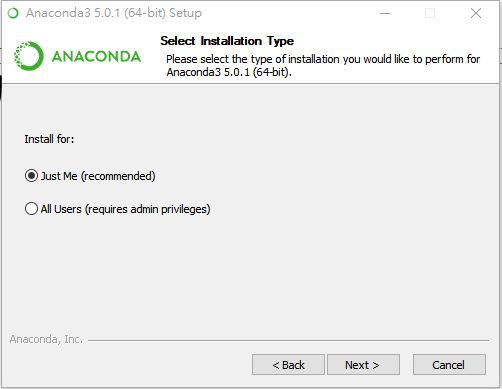 Anaconda3 5.0.1 (64-bit) Setup
ANACONDA
Select Installation Type
Please select the type of installation you would like to perform for
Anaconda3 5.0.1 (64-bit).
Install for:
Just Me (recommended)
All Users (requires admin privileges)
Anaconda, Inc.
< Back
Next >
Cancel